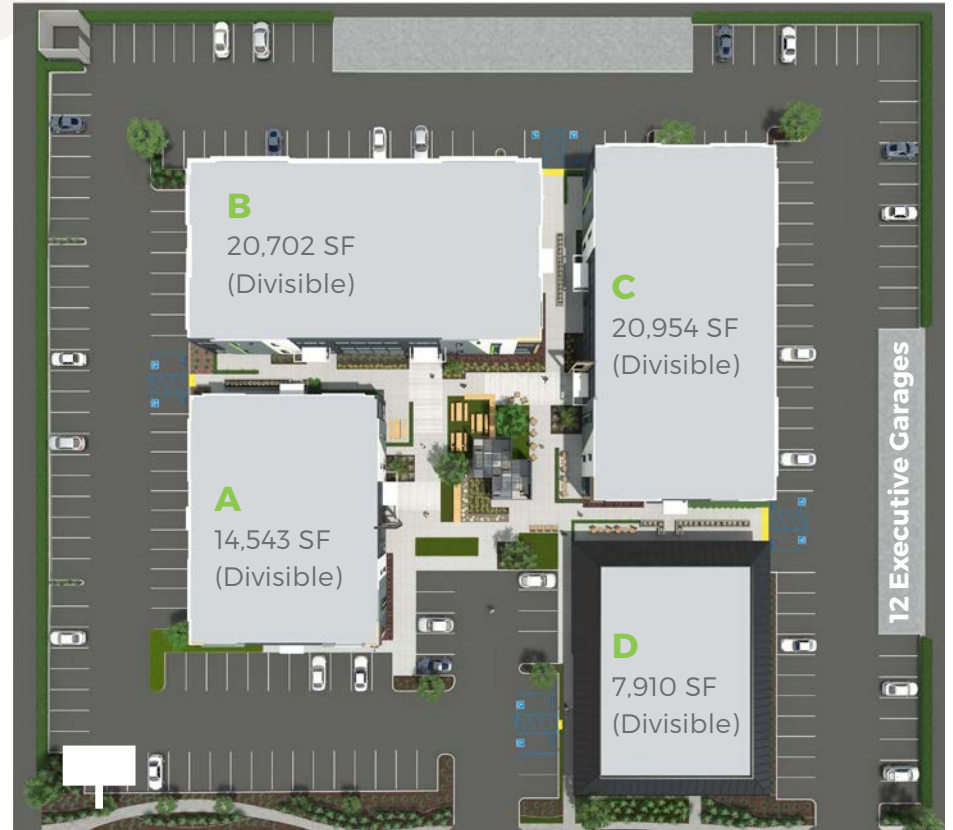 B
20,702 SF
(Divisible)
C
20,954 SF
(Divisible)
12 Executive Garages
A
14,543 SF
(Divisible)
D
7,910 SF
(Divisible)